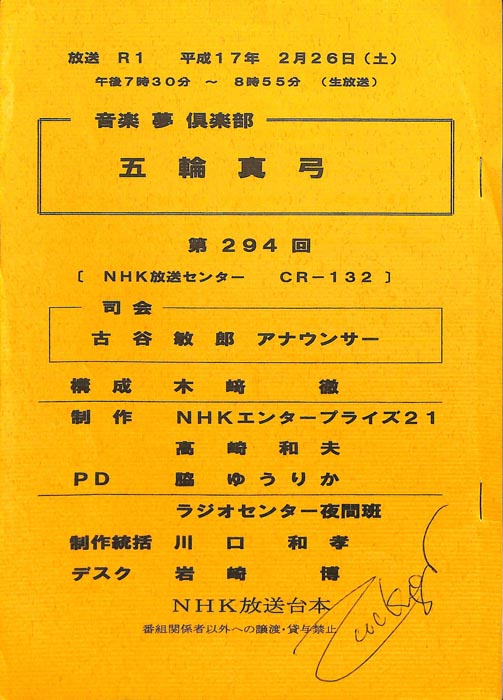 放送 R1 平成17年 2月26日(土)
午後7時30分 ~ 8時55分 (生放送)
音楽 夢 倶楽部
五輪真弓
第294回
〔 NHK放送センター CR-132 〕
司会
古谷敏郎 アナウンサー
構成 木﨑 徹
制作 NHKエンタープライズ21
高崎和夫
PD 脇ゆうりか
ラジオセンター夜間班
制作統括 川口和孝
デスク 岩崎 博
NHK放送台本
番組関係者以外への譲渡・貸与禁止